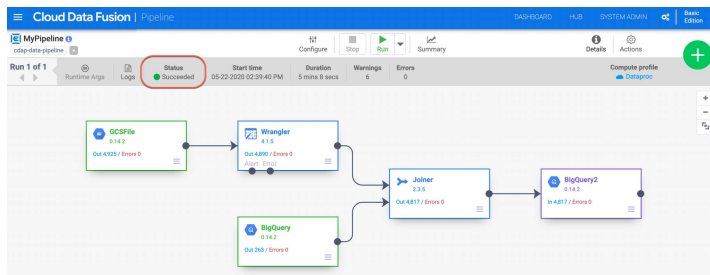 Cloud Data Fusion | Pipeline
DASHBOARD HUB SYSTEM ADMIN Basic Edition
MyPipeline
cdap-data-pipeline +
Configure Stop Run Summary Details Actions
+
Run 1 of 1 Runtime Args Logs
Status Start time Duration Warnings Errors Compute profile
Succeeded 05-22-2020 02:39:40 PM 5 mins 8 secs 6 0 Dataproc
+
−
GCSFile
0.14.2
Out 4,925 / Errors 0
Wrangler
4.1.5
Out 4,890 / Errors 0
Alert Error
Joiner
2.3.5
Out 4,817 / Errors 0
BigQuery2
0.14.2
In 4,817 / Errors 0
BigQuery
0.14.2
Out 263 / Errors 0